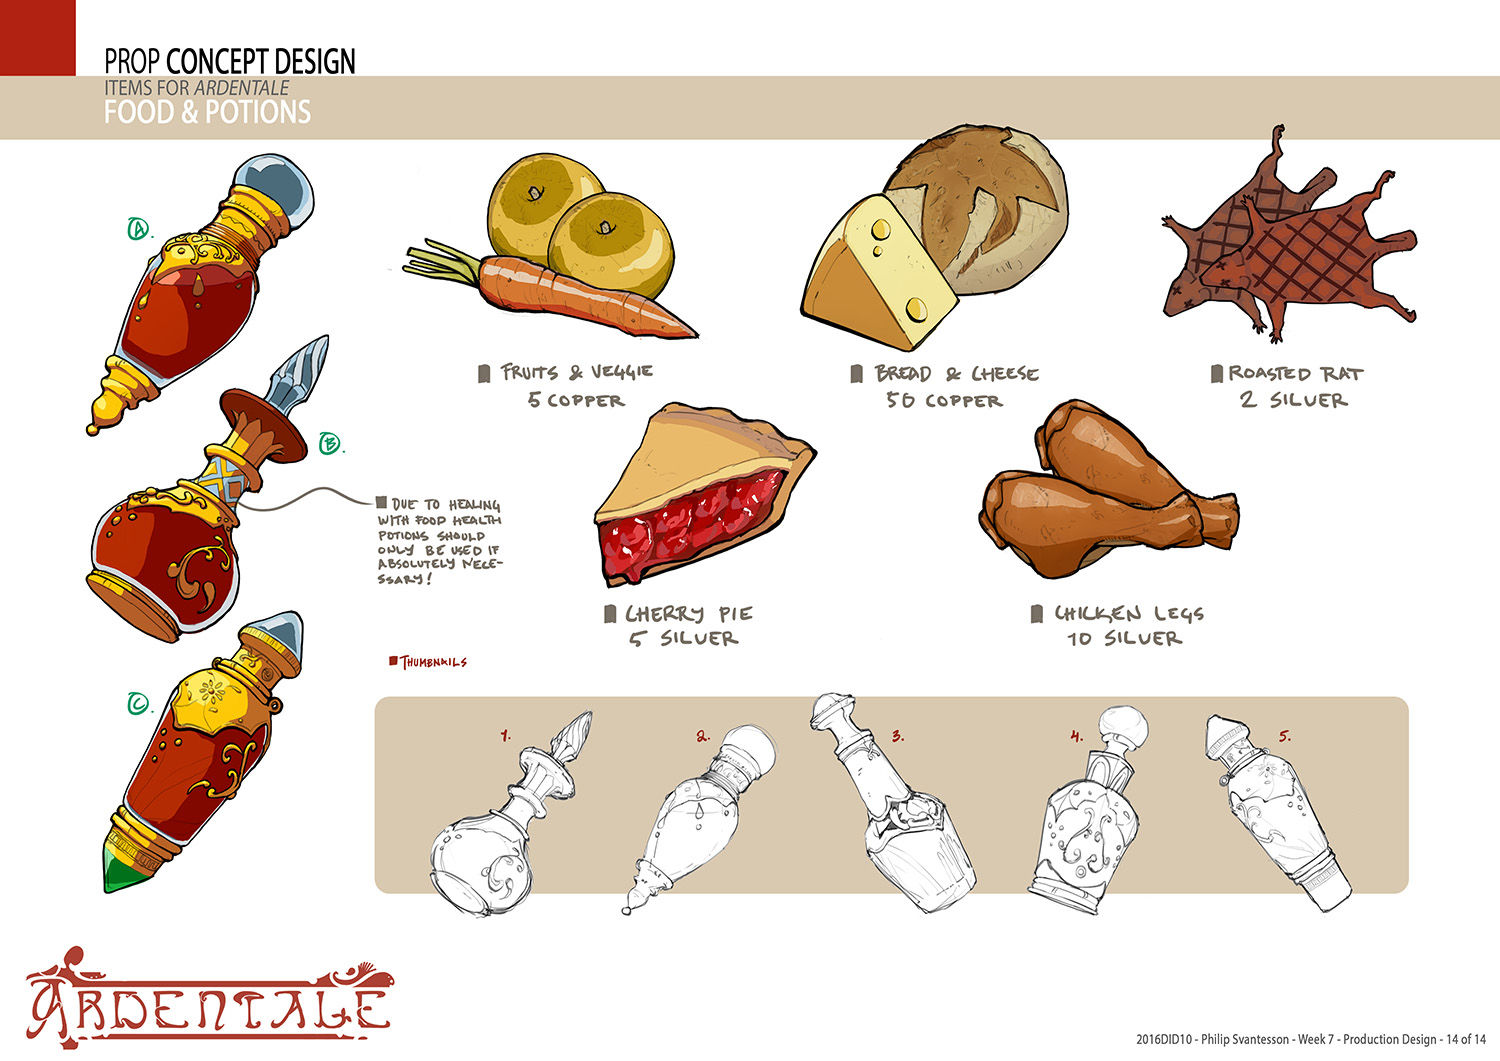 PROP CONCEPT DESIGN
ITEMS FOR ARDENTALE
FOOD & POTIONS
A.
B.
C.
FRUITS & VEGGIE
5 COPPER
BREAD & CHEESE
50 COPPER
ROASTED RAT
2 SILVER
DUE TO HEALING
WITH FOOD HEALTH
POTIONS SHOULD
ONLY BE USED IF
ABSOLUTELY NECE-
SSARY!
CHERRY PIE
5 SILVER
CHICKEN LEGS
10 SILVER
THUMBNAILS
1.
2.
3.
4.
5.
ARDENTALE
2016DID10 - Philip Svantesson - Week 7 - Production Design - 14 of 14